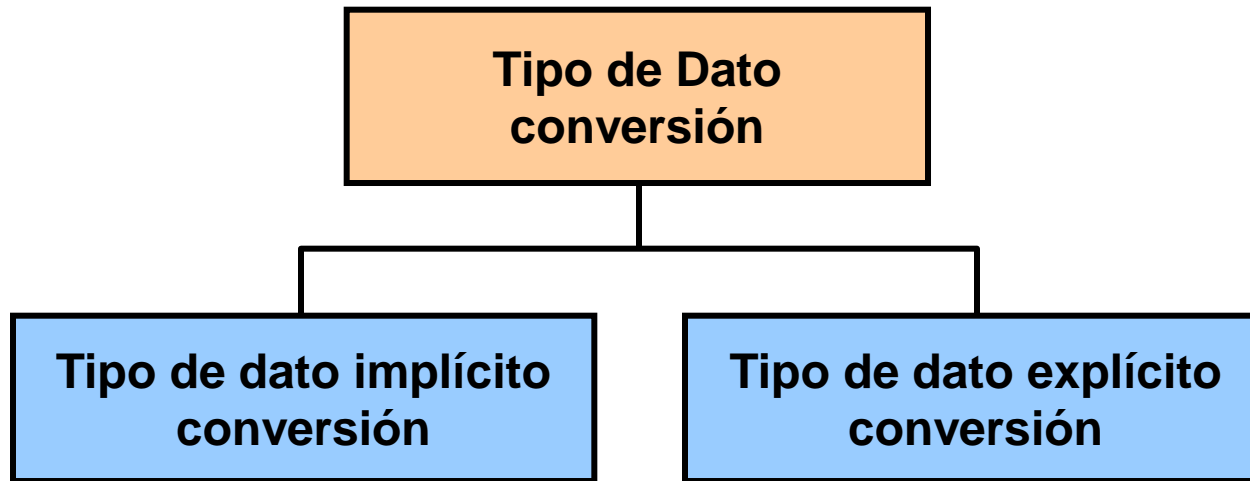 Tipo de Dato
conversión
Tipo de dato implícito
conversión
Tipo de dato explícito
conversión